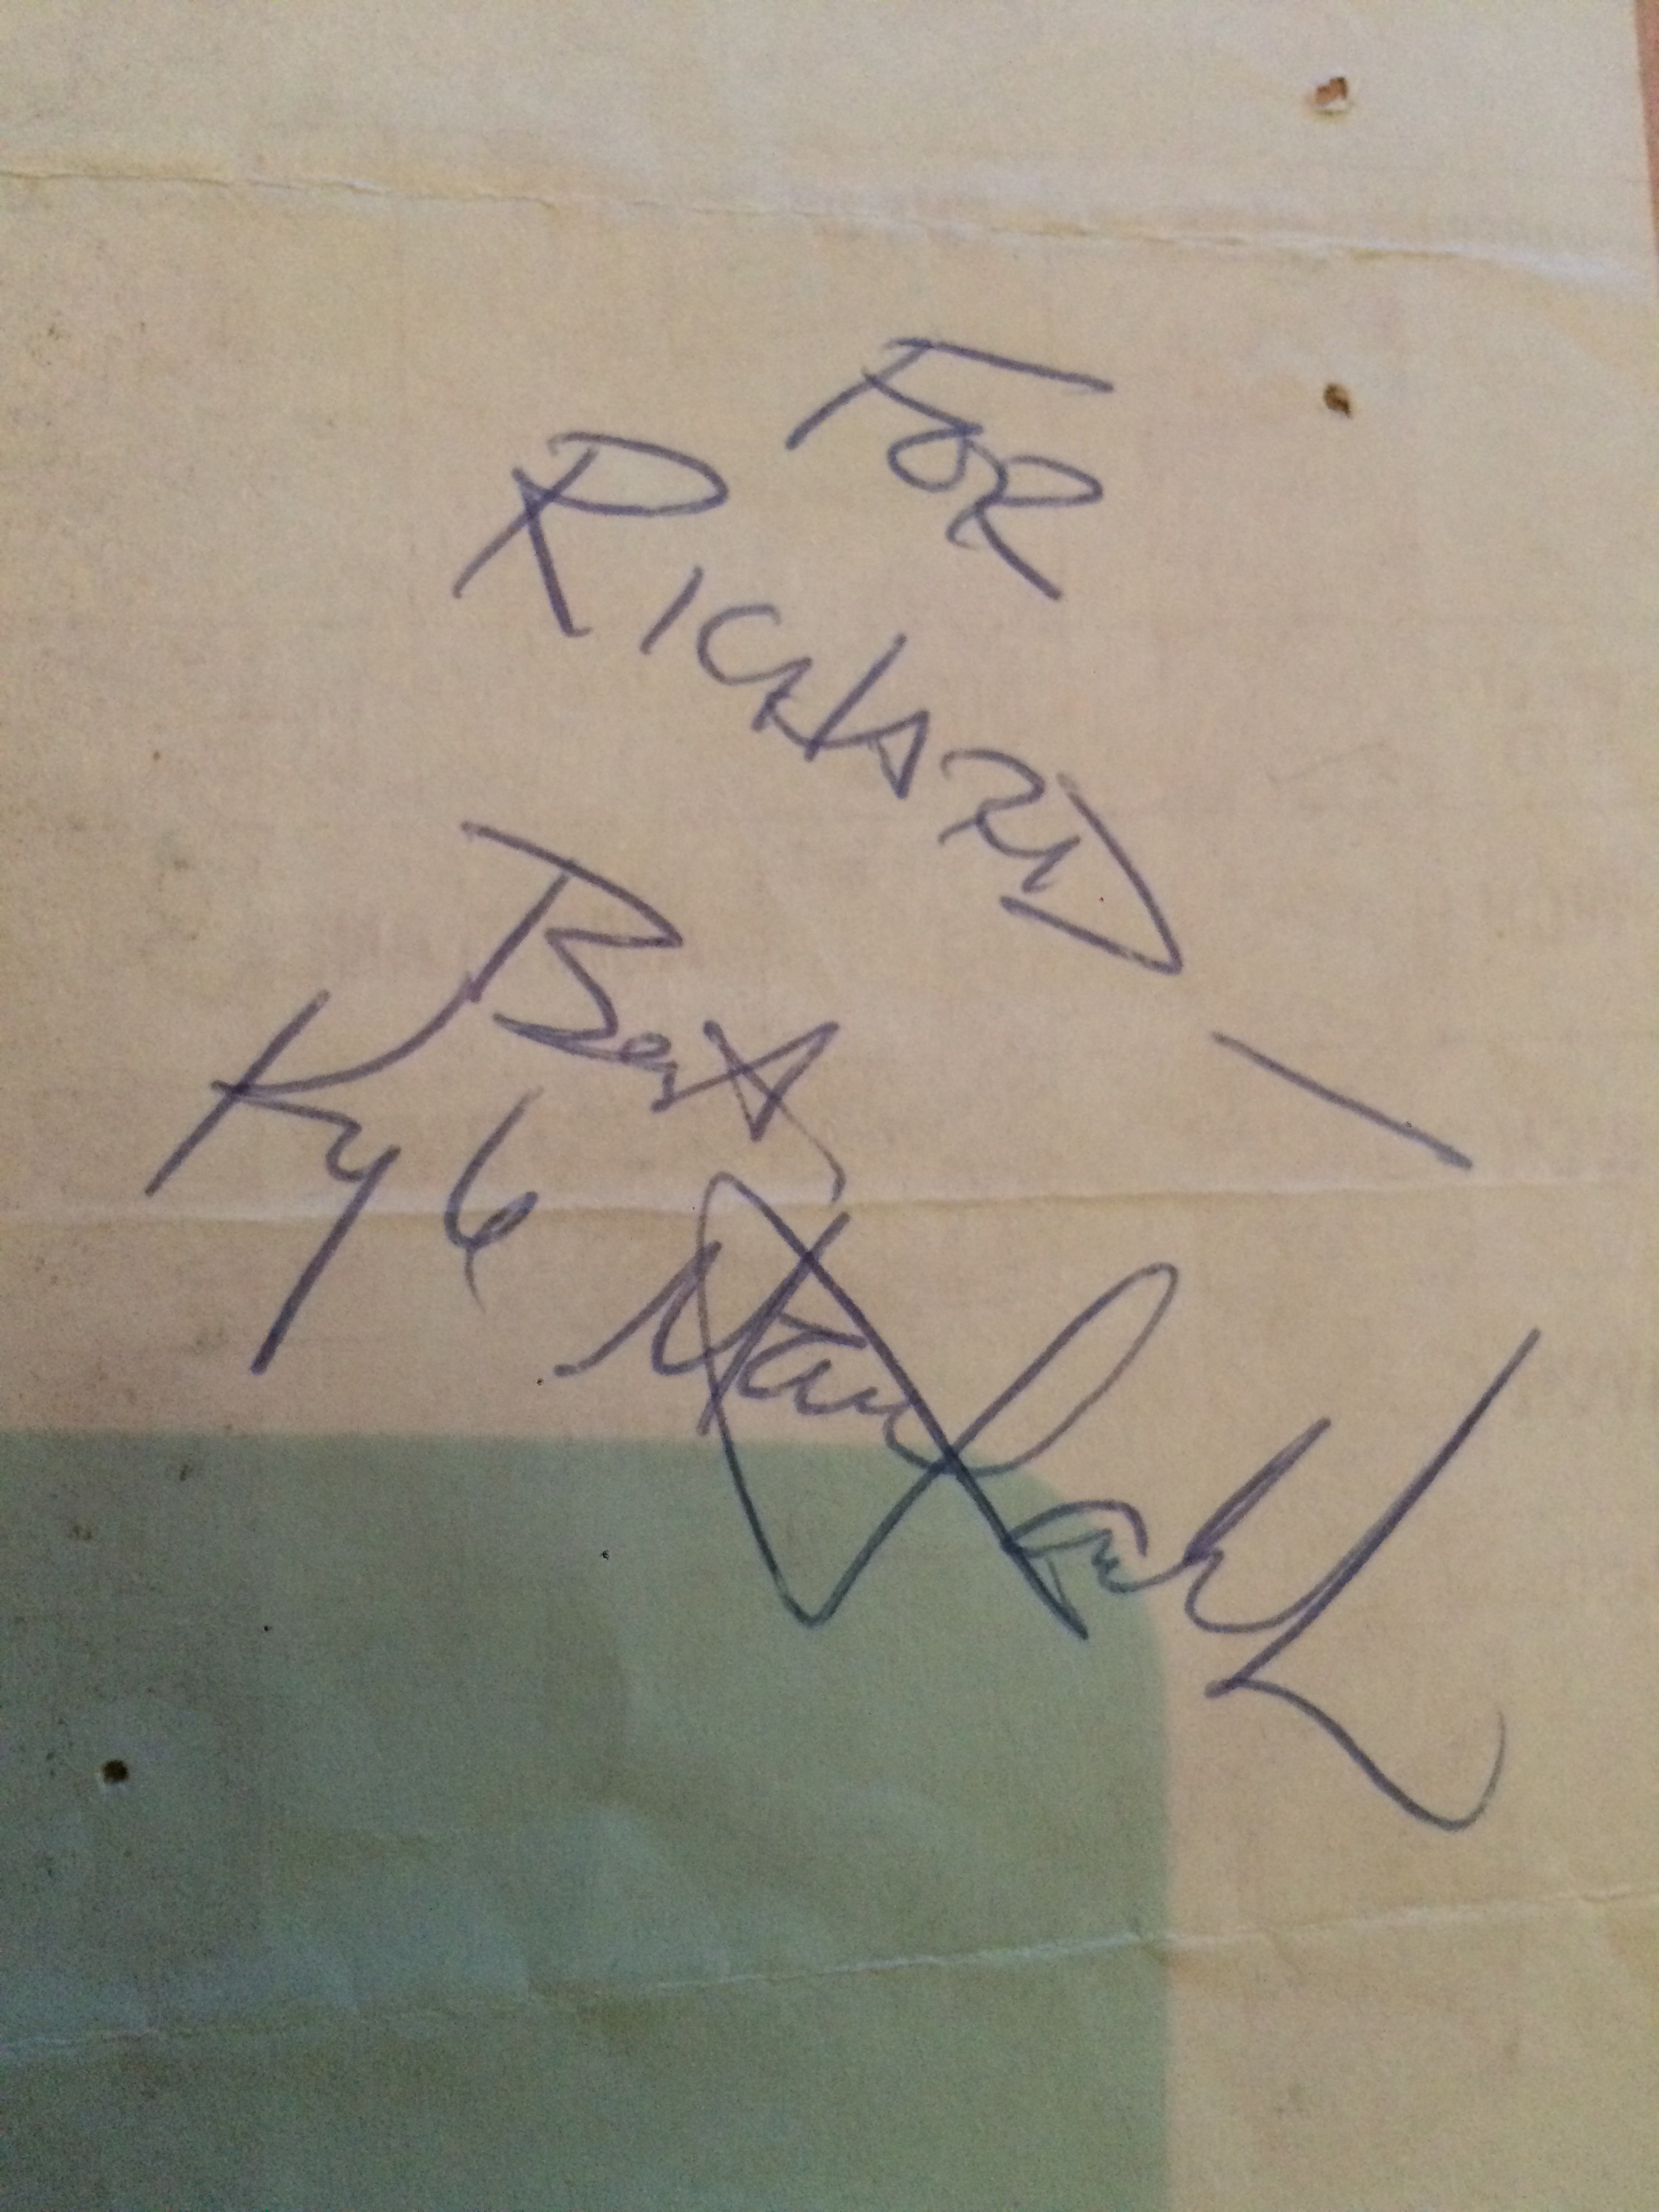 FOR
RICHARD —
Best
Kyle